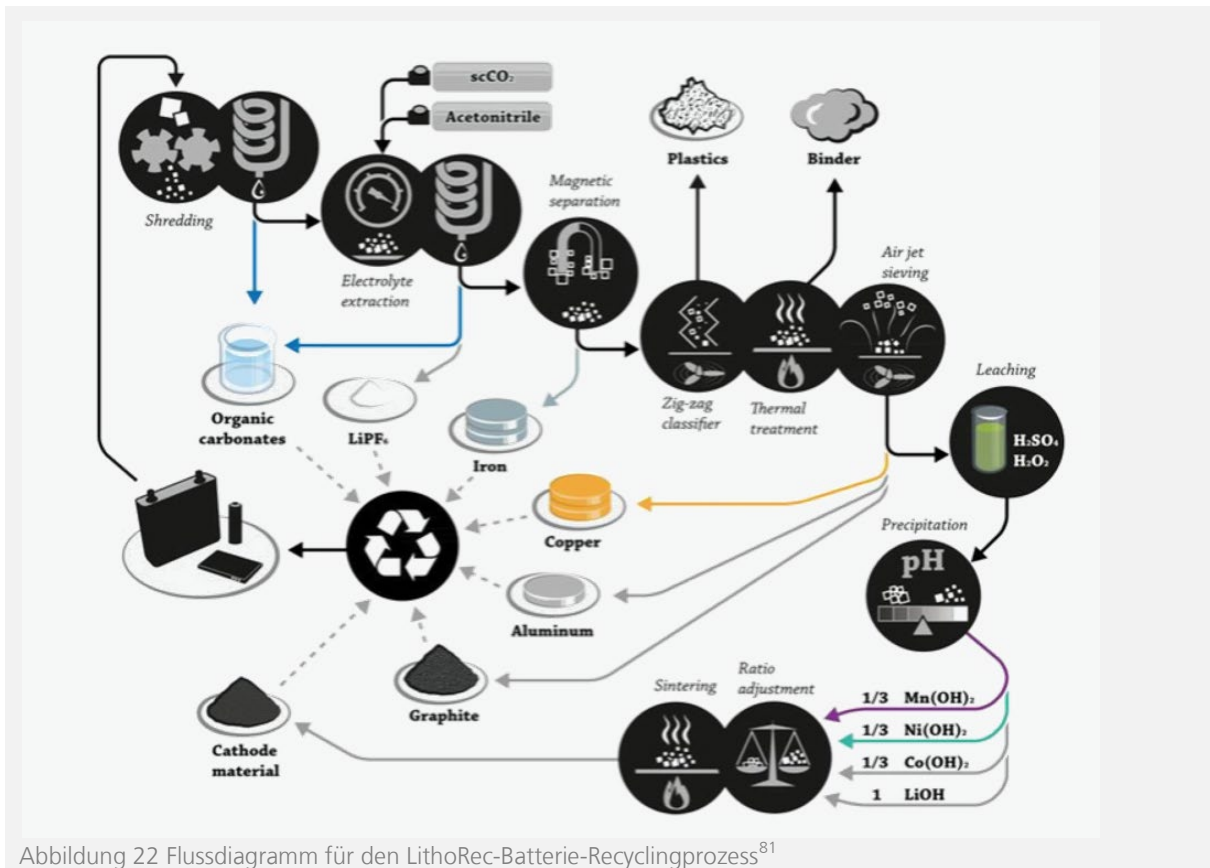 scCO₂
Acetonitrile
Shredding
Electrolyte
extraction
Magnetic
separation
Plastics
Binder
Air jet
sieving
Zig-zag
classifier
Thermal
treatment
Leaching
H₂SO₄
H₂O₂
Organic
carbonates
LiPF₆
Iron
Copper
Aluminum
Graphite
Cathode
material
Precipitation
pH
Sintering
Ratio
adjustment
1/3 Mn(OH)₂
1/3 Ni(OH)₂
1/3 Co(OH)₂
1 LiOH
Abbildung 22 Flussdiagramm für den LithoRec-Batterie-Recyclingprozess⁸¹